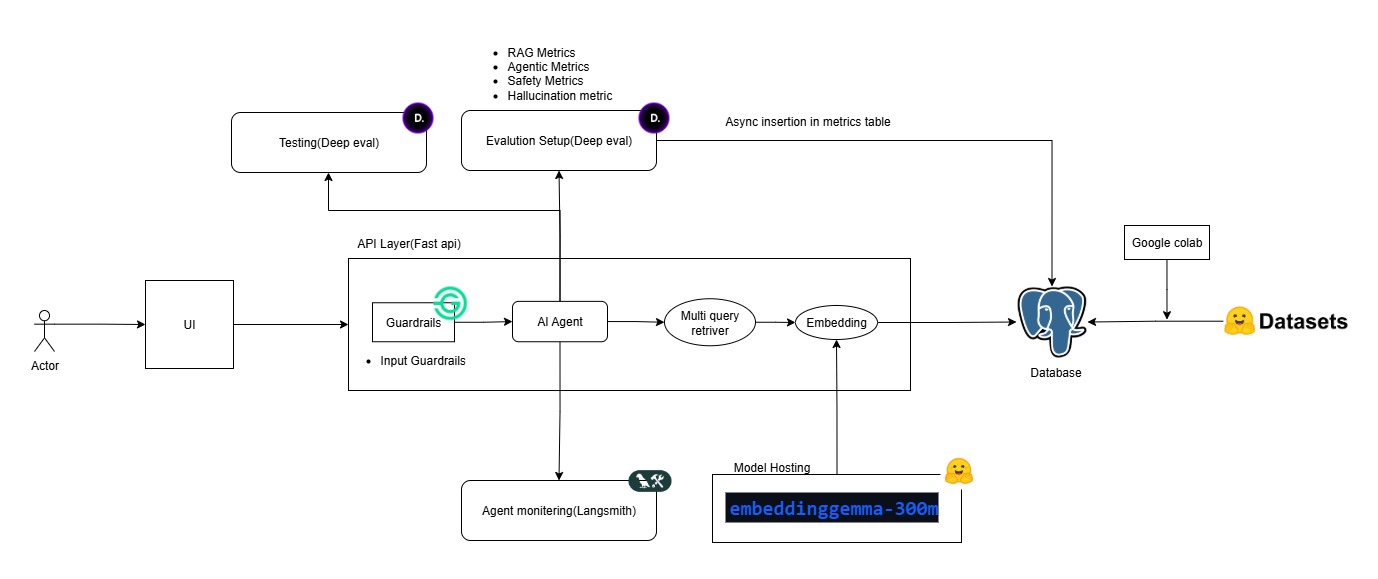 RAG Metrics
Agentic Metrics
Safety Metrics
Hallucination metric
D.
D.
Testing(Deep eval)
Evalution Setup(Deep eval)
Async insertion in metrics table
API Layer(Fast api)
Google colab
Guardrails
AI Agent
Multi query
retriver
Embedding
UI
Datasets
Input Guardrails
Actor
Database
Model Hosting
Agent monitering(Langsmith)
embeddinggemma-300m